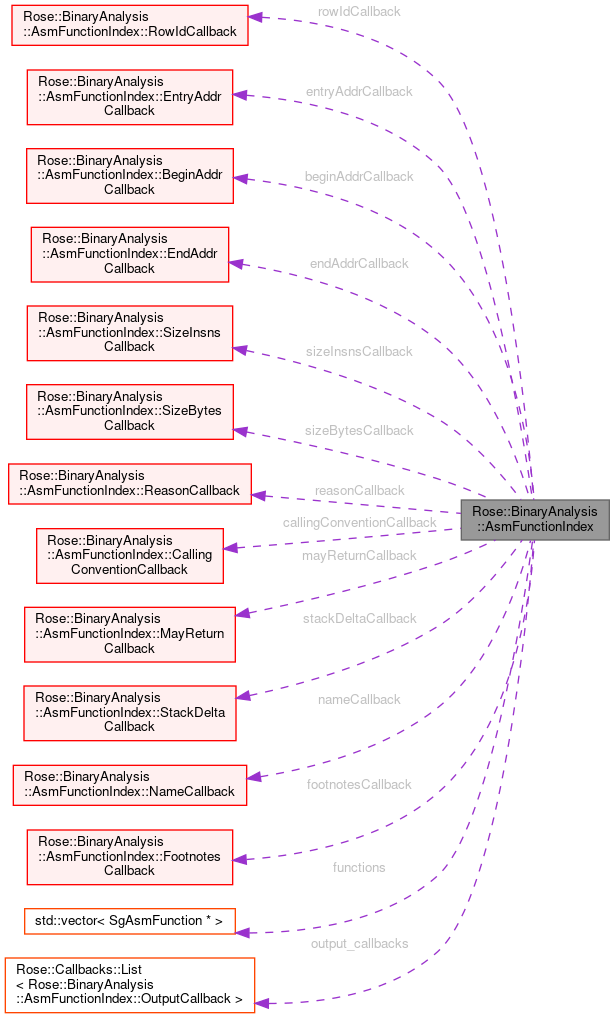 rowIdCallback
Rose::BinaryAnalysis
::AsmFunctionIndex::RowIdCallback
entryAddrCallback
Rose::BinaryAnalysis
::AsmFunctionIndex::EntryAddr
Callback
beginAddrCallback
Rose::BinaryAnalysis
::AsmFunctionIndex::BeginAddr
Callback
endAddrCallback
Rose::BinaryAnalysis
::AsmFunctionIndex::EndAddr
Callback
sizeInsnsCallback
Rose::BinaryAnalysis
::AsmFunctionIndex::SizeInsns
Callback
sizeBytesCallback
Rose::BinaryAnalysis
::AsmFunctionIndex::SizeBytes
Callback
reasonCallback
Rose::BinaryAnalysis
::AsmFunctionIndex::ReasonCallback
Rose::BinaryAnalysis
::AsmFunctionIndex
callingConventionCallback
Rose::BinaryAnalysis
::AsmFunctionIndex::Calling
ConventionCallback
mayReturnCallback
Rose::BinaryAnalysis
::AsmFunctionIndex::MayReturn
Callback
stackDeltaCallback
Rose::BinaryAnalysis
::AsmFunctionIndex::StackDelta
Callback
nameCallback
Rose::BinaryAnalysis
::AsmFunctionIndex::NameCallback
footnotesCallback
Rose::BinaryAnalysis
::AsmFunctionIndex::Footnotes
Callback
functions
std::vector< SgAsmFunction * >
output_callbacks
Rose::Callbacks::List
< Rose::BinaryAnalysis
::AsmFunctionIndex::OutputCallback >